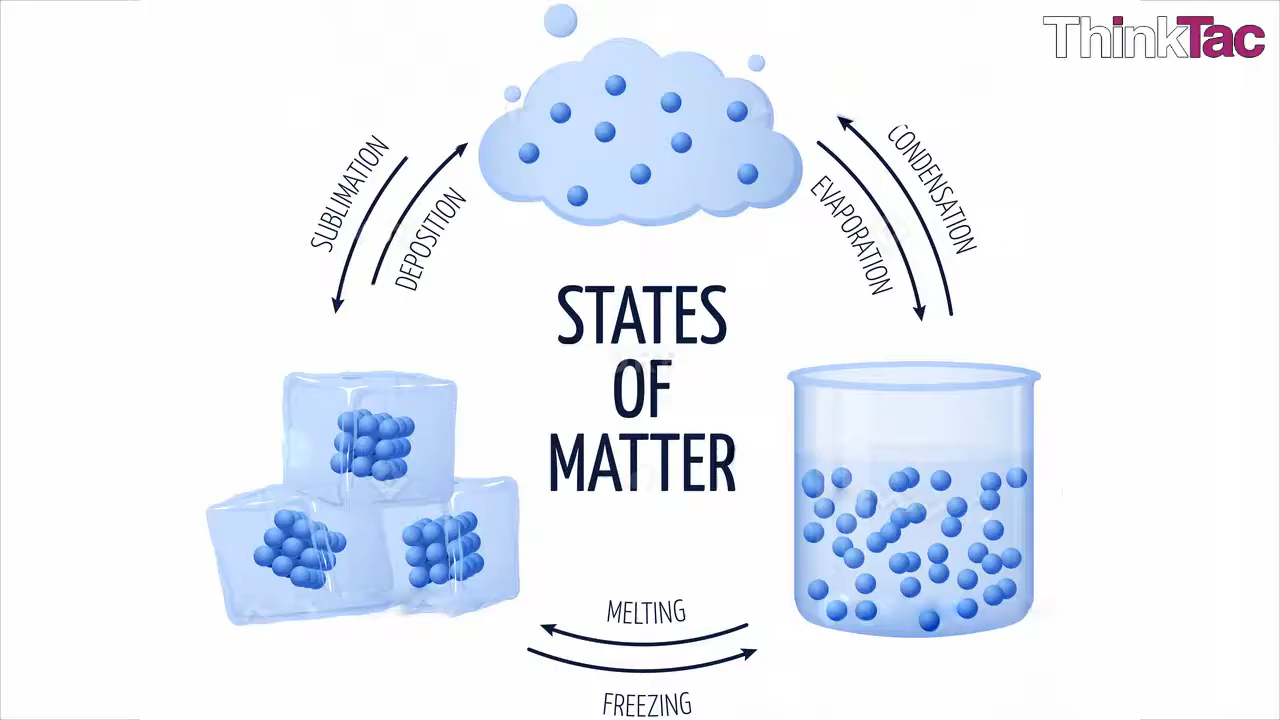 ThinkTac
SUBLIMATION
DEPOSITION
CONDENSATION
EVAPORATION
STATES
OF
MATTER
MELTING
FREEZING